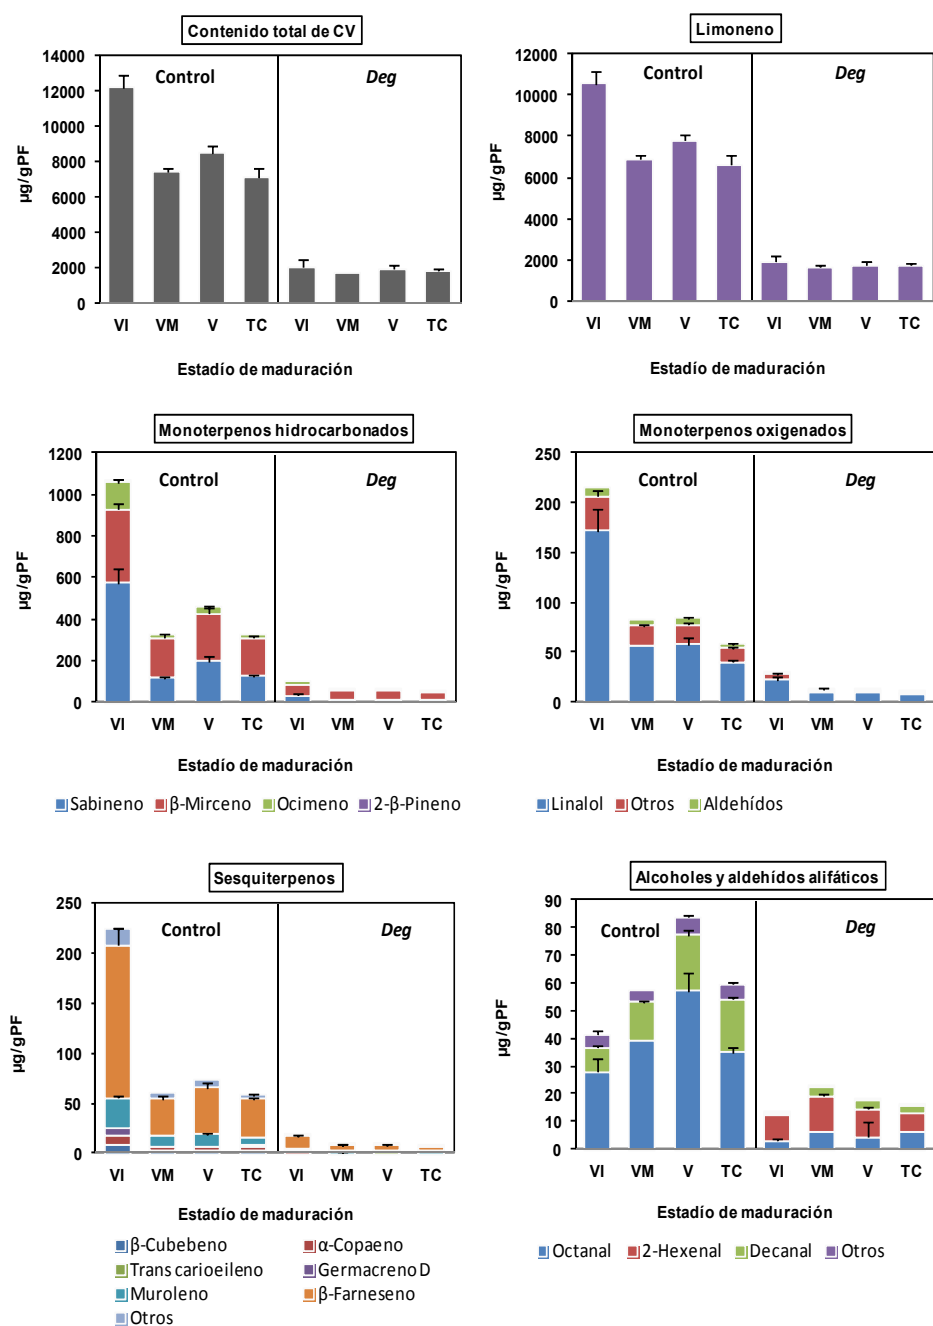 Contenido total de CV
14000
12000
10000
8000
6000
4000
2000
0
µg/gPF
Control
Deg
VI VM V TC VI VM V TC
Estadío de maduración
Limoneno
12000
10000
8000
6000
4000
2000
0
µg/gPF
Control
Deg
VI VM V TC VI VM V TC
Estadío de maduración
Monoterpenos hidrocarbonados
1200
1000
800
600
400
200
0
µg/gPF
Control
Deg
VI VM V TC VI VM V TC
Estadío de maduración
Sabineno β-Mirceno Ocimeno 2-β-Pineno
Monoterpenos oxigenados
250
200
150
100
50
0
µg/gPF
Control
Deg
VI VM V TC VI VM V TC
Estadío de maduración
Linalol Otros Aldehídos
Sesquiterpenos
250
200
150
100
50
0
µg/gPF
Control
Deg
VI VM V TC VI VM V TC
Estadío de maduración
β-Cubebeno α-Copaeno
Trans carioeileno Germacreno D
Muroleno β-Farneseno
Otros
Alcoholes y aldehídos alifáticos
90
80
70
60
50
40
30
20
10
0
µg/gPF
Control
Deg
VI VM V TC VI VM V TC
Estadío de maduración
Octanal 2-Hexenal Decanal Otros